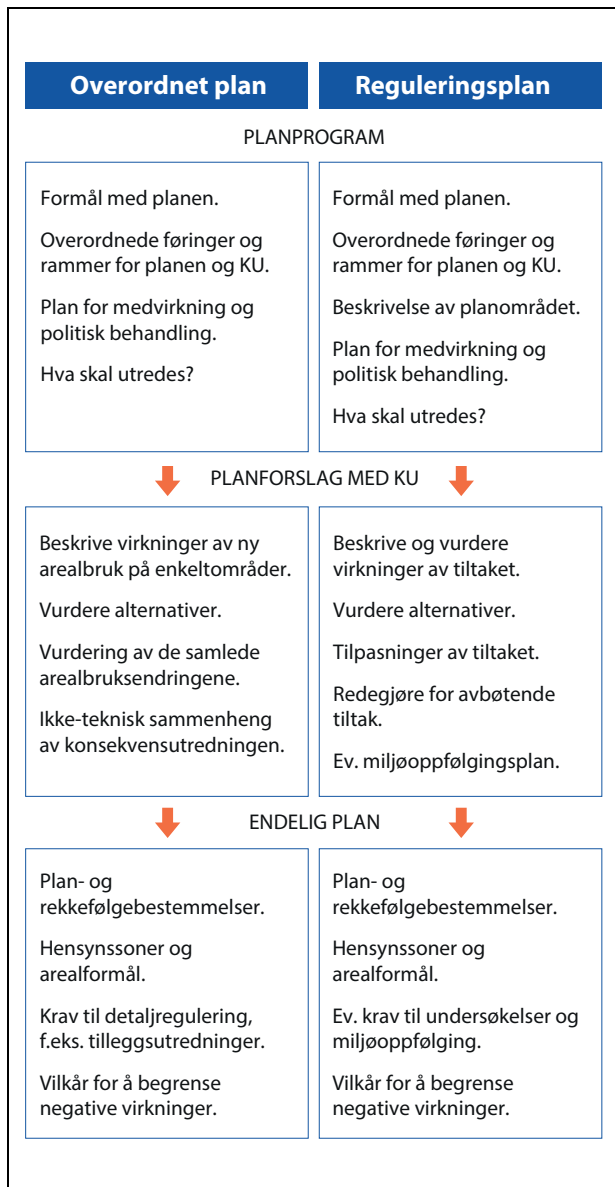 Overordnet plan
Reguleringsplan
PLANPROGRAM
Formål med planen.
Overordnede føringer og
rammer for planen og KU.
Plan for medvirkning og
politisk behandling.
Hva skal utredes?
Formål med planen.
Overordnede føringer og
rammer for planen og KU.
Beskrivelse av planområdet.
Plan for medvirkning og
politisk behandling.
Hva skal utredes?
PLANFORSLAG MED KU
Beskrive virkninger av ny
arealbruk på enkeltområder.
Vurdere alternativer.
Vurdering av de samlede
arealbruksendringene.
Ikke-teknisk sammenheng
av konsekvensutredningen.
Beskrive og vurdere
virkninger av tiltaket.
Vurdere alternativer.
Tilpasninger av tiltaket.
Redegjøre for avbøtende
tiltak.
Ev. miljøoppfølgingsplan.
ENDELIG PLAN
Plan- og
rekkefølgebestemmelser.
Hensynssoner og
arealformål.
Krav til detaljregulering,
f.eks. tilleggsutredninger.
Vilkår for å begrense
negative virkninger.
Plan- og
rekkefølgebestemmelser.
Hensynssoner og
arealformål.
Ev. krav til undersøkelser og
miljøoppfølging.
Vilkår for å begrense
negative virkninger.